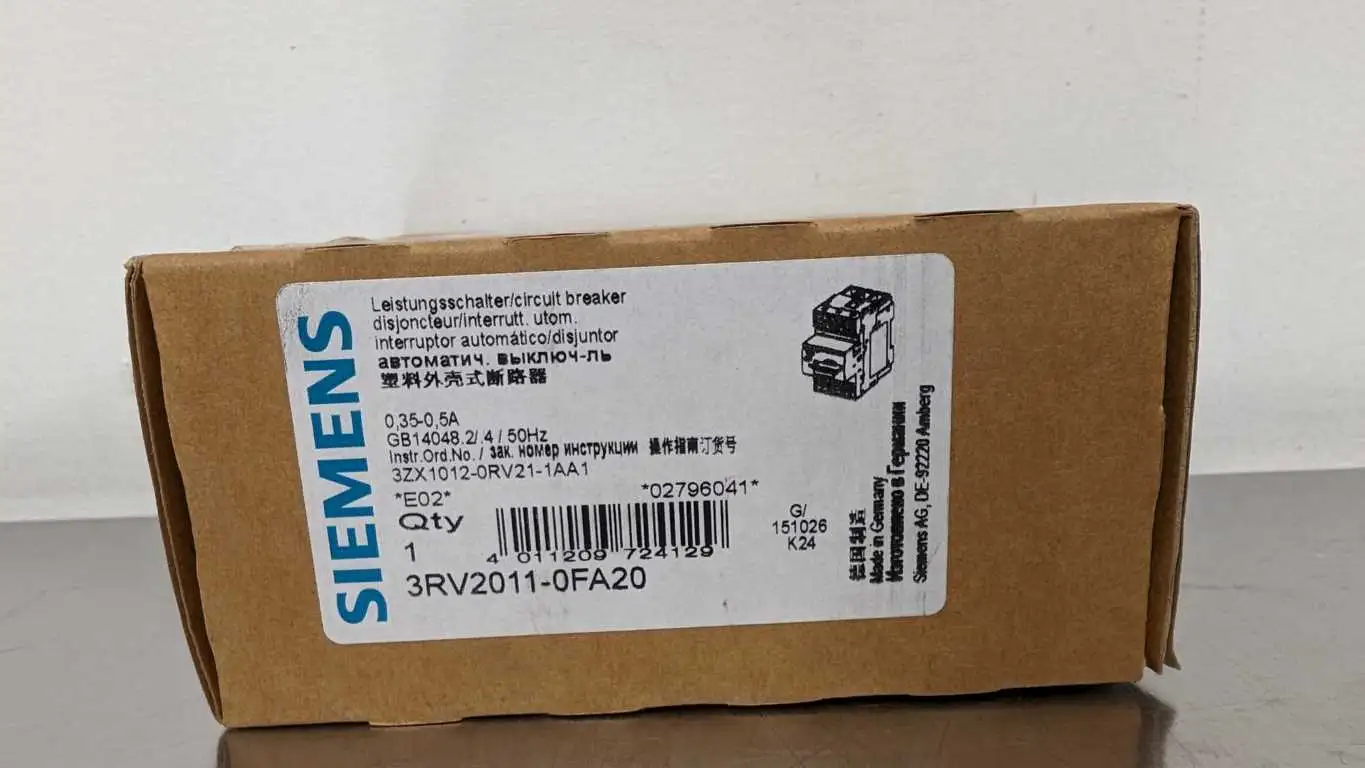 SIEMENS
Leistungsschalter/circuit breaker
disjoncteur/interrutt. utom.
interruptor automático/disjuntor
автоматич. выключ-ль
塑料外壳式断路器
0,35-0,5A
GB14048.2/.4 / 50Hz
Instr.Ord.No. / зак. номер инструкции 操作指南订货号
3ZX1012-0RV21-1AA1
*E02*
*02796041*
Qty
1
4 011209 724129
G/
151026
K24
3RV2011-0FA20
德国制造
Made in Germany
Изготовлено в Германии
Siemens AG, DE-92220 Amberg